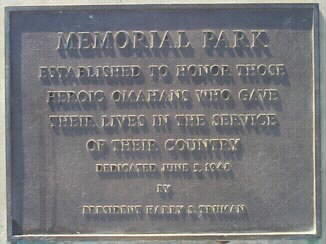 MEMORIAL PARK
ESTABLISHED TO HONOR THOSE
HEROIC OMAHANS WHO GAVE
THEIR LIVES IN THE SERVICE
OF THEIR COUNTRY
DEDICATED JUNE 5, 1948
BY
PRESIDENT HARRY S. TRUMAN